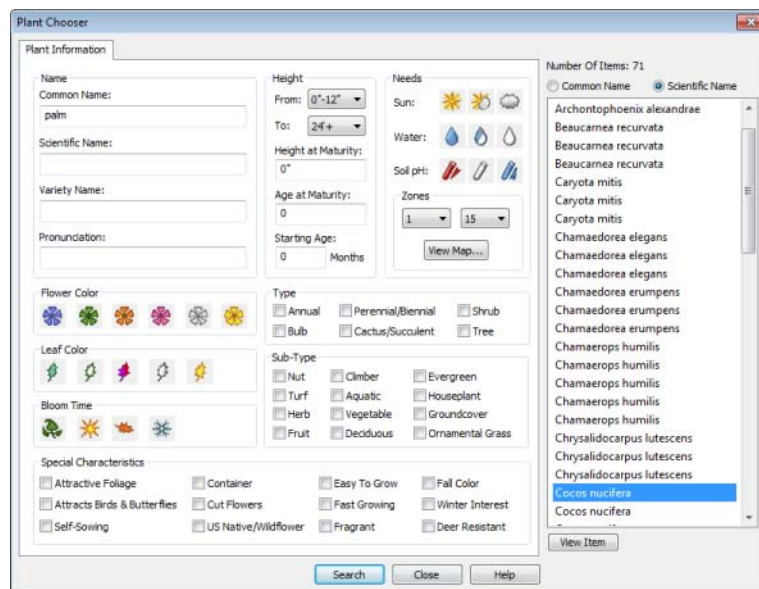 Plant Chooser
Plant Information
Name
Common Name:
palm
Scientific Name:
Variety Name:
Pronunciation:
Height
From: 0"-12"
To: 24'+
Height at Maturity:
0"
Age at Maturity:
0
Starting Age:
0 Months
Needs
Sun:
Water:
Soil pH:
Zones
1 15
View Map...
Flower Color
Leaf Color
Bloom Time
Type
Annual Perennial/Biennial Shrub
Bulb Cactus/Succulent Tree
Sub-Type
Nut Climber Evergreen
Turf Aquatic Houseplant
Herb Vegetable Groundcover
Fruit Deciduous Ornamental Grass
Special Characteristics
Attractive Foliage Container Easy To Grow Fall Color
Attracts Birds & Butterflies Cut Flowers Fast Growing Winter Interest
Self-Sowing US Native/Wildflower Fragrant Deer Resistant
Number Of Items: 71
Common Name Scientific Name
Archontophoenix alexandrae
Beaucarnea recurvata
Beaucarnea recurvata
Beaucarnea recurvata
Caryota mitis
Caryota mitis
Caryota mitis
Chamaedorea elegans
Chamaedorea elegans
Chamaedorea elegans
Chamaedorea erumpens
Chamaedorea erumpens
Chamaedorea erumpens
Chamaerops humilis
Chamaerops humilis
Chamaerops humilis
Chamaerops humilis
Chamaerops humilis
Chrysalidocarpus lutescens
Chrysalidocarpus lutescens
Chrysalidocarpus lutescens
Cocos nucifera
Cocos nucifera
View Item
Search Close Help